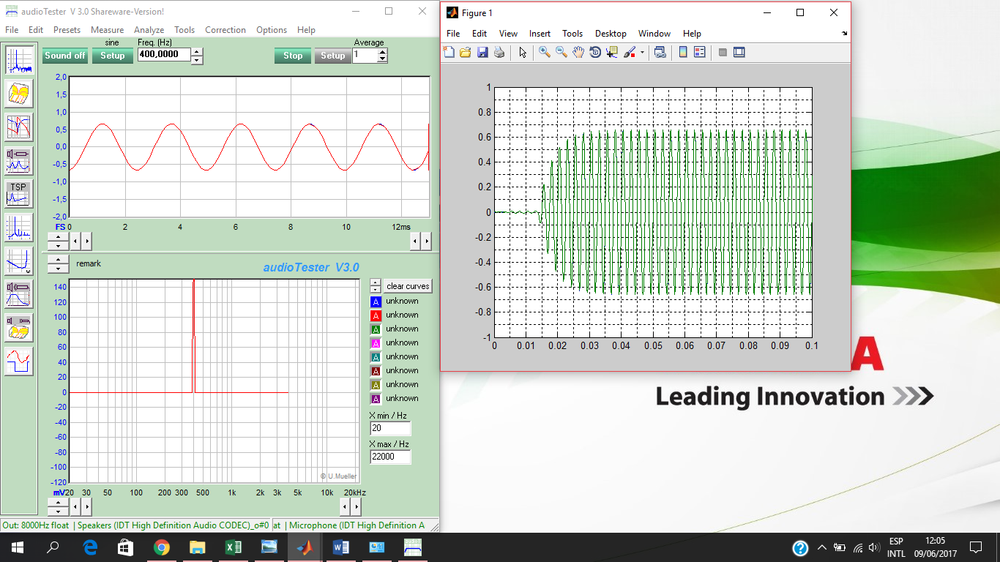 audioTester V 3.0 Shareware-Version!
File Edit Presets Measure Analyze Tools Correction Options Help
Sound off
sine
Setup
Freq. (Hz)
400,0000
Stop
Setup
Average
1
TSP
2,0
1,5
1,0
0,5
0,0
-0,5
-1,0
-1,5
-2,0
FS 0 2 4 6 8 10 12ms
remark
audioTester V3.0
140
120
100
80
60
40
20
0
-20
-40
-60
-80
-100
-120
mV 20 30 50 100 200 300 500 1k 2k 3k 5k 10k 20kHz
© U.Mueller
clear curves
A unknown
A unknown
A unknown
A unknown
A unknown
A unknown
A unknown
A unknown
X min / Hz
20
X max / Hz
22000
Out: 8000Hz float | Speakers (IDT High Definition Audio CODEC)_o#0
at | Microphone (IDT High Definition A
Figure 1
File Edit View Insert Tools Desktop Window Help
1
0.8
0.6
0.4
0.2
0
-0.2
-0.4
-0.6
-0.8
-1
0 0.01 0.02 0.03 0.04 0.05 0.06 0.07 0.08 0.09 0.1
A
Leading Innovation
ESP
INTL
12:05
09/06/2017